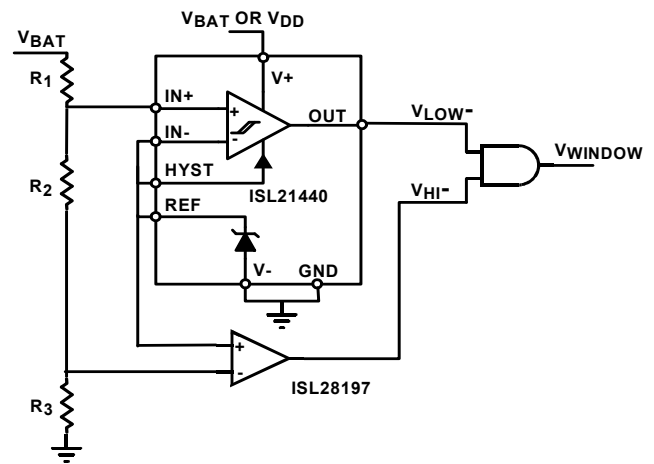 VBAT OR VDD
VBAT
R1
V+
IN+
+
OUT
VLOW-
IN-
-
VWINDOW
HYST
ISL21440
VHI-
R2
REF
V-
GND
+
-
ISL28197
R3